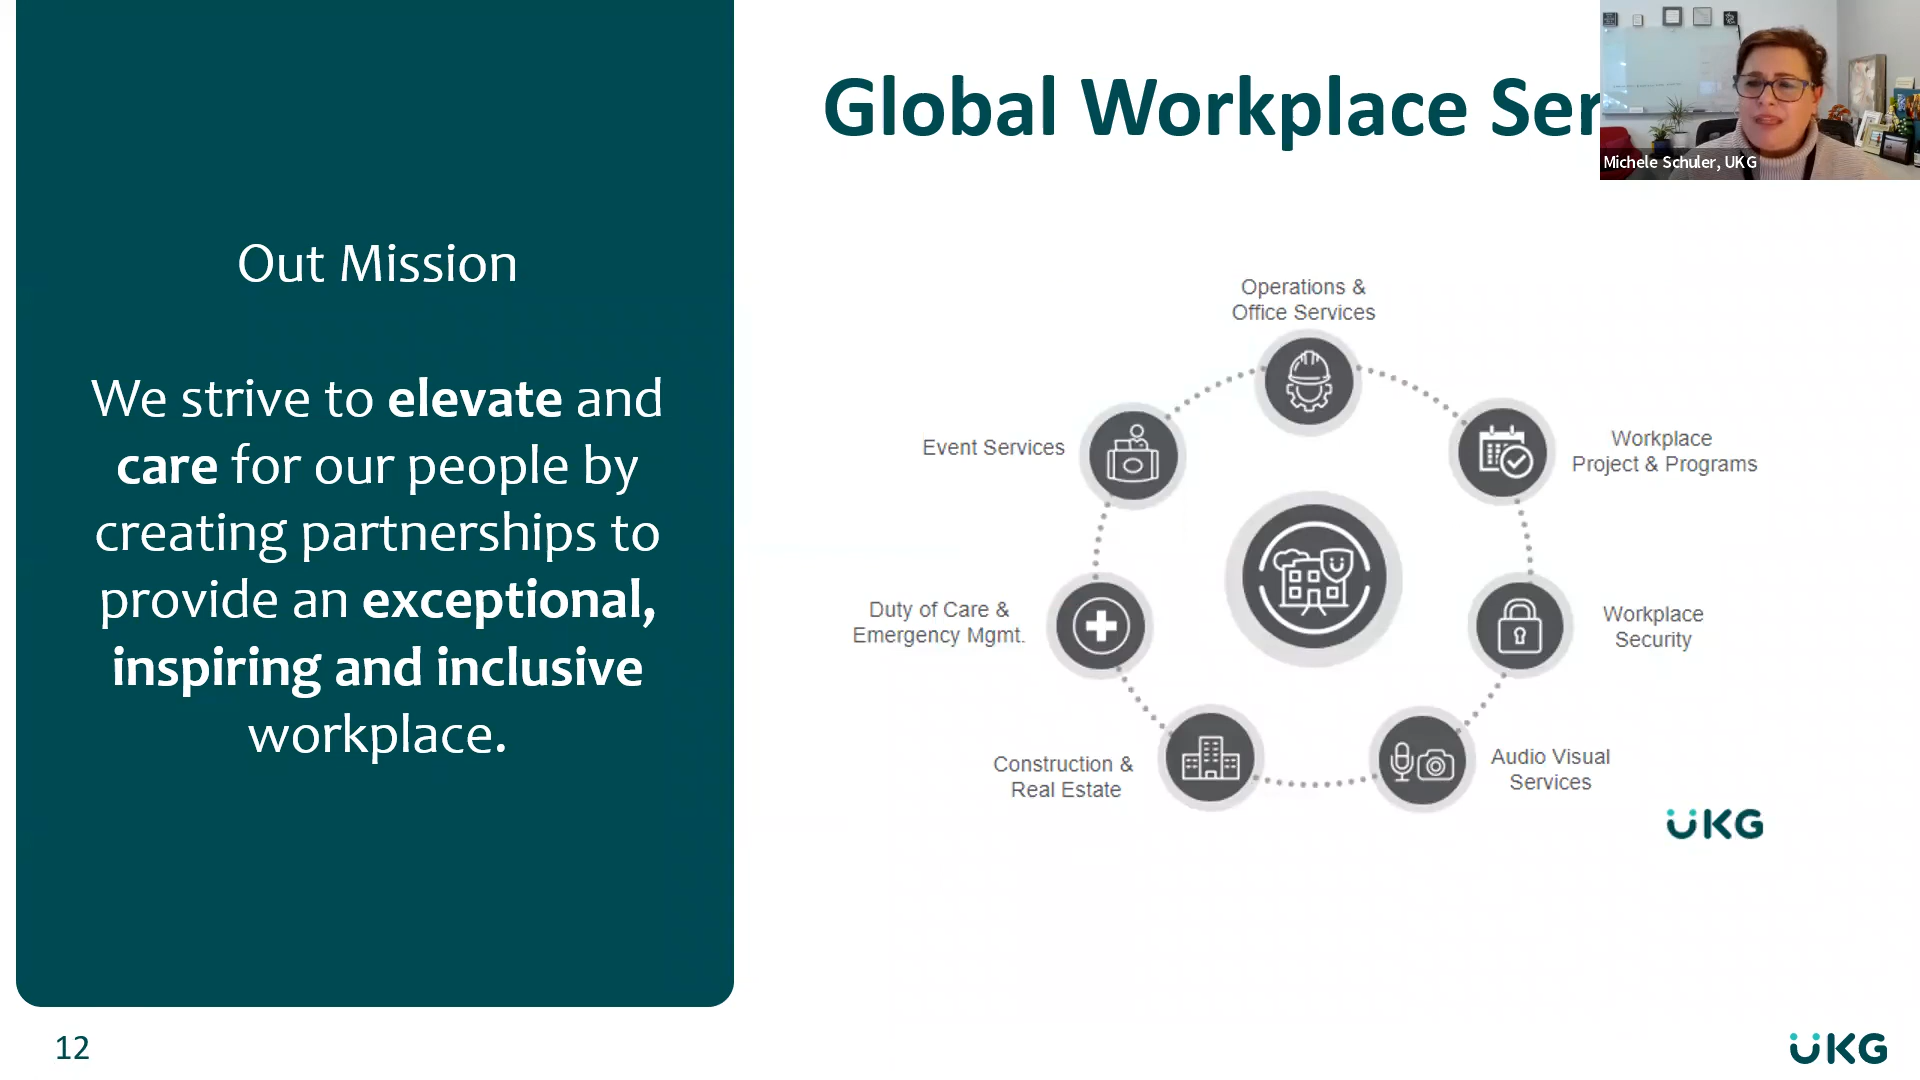 Out Mission
We strive to elevate and
care for our people by
creating partnerships to
provide an exceptional,
inspiring and inclusive
workplace.
12
Global Workplace Ser
Michele Schuler, UKG
Operations &
Office Services
Event Services
Workplace
Project & Programs
Duty of Care &
Emergency Mgmt.
Workplace
Security
Construction &
Real Estate
Audio Visual
Services
UKG
UKG